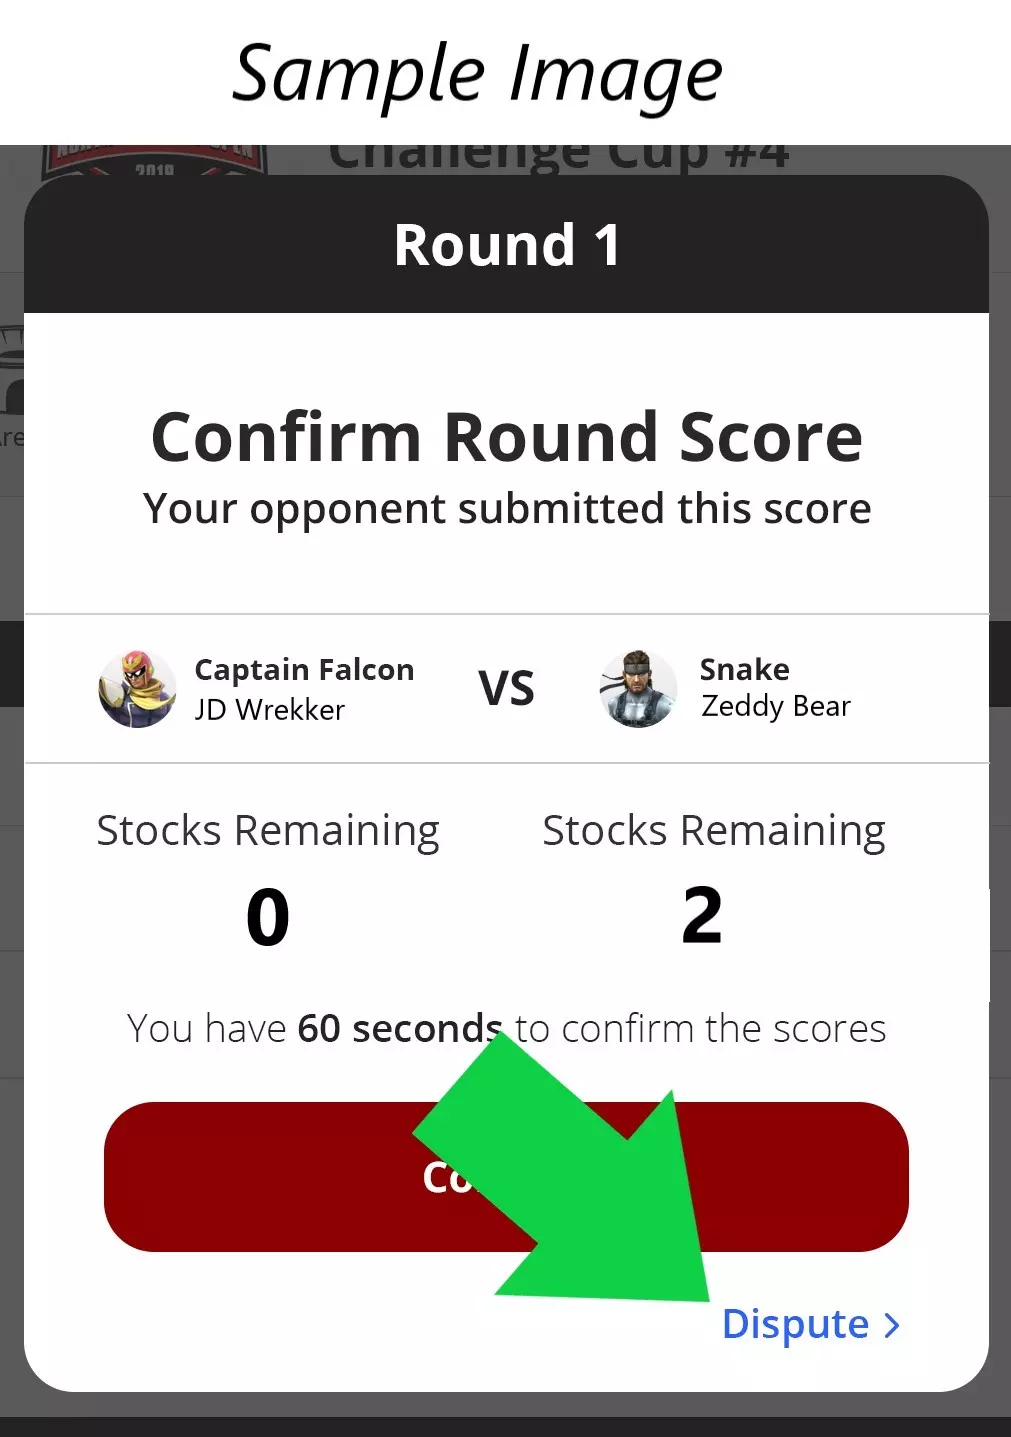 Sample Image
2019
Challenge Cup #4
Round 1
Confirm Round Score
Your opponent submitted this score
Captain Falcon
JD Wrekker
VS
Snake
Zeddy Bear
Stocks Remaining
0
Stocks Remaining
2
You have 60 seconds to confirm the scores
Dispute >